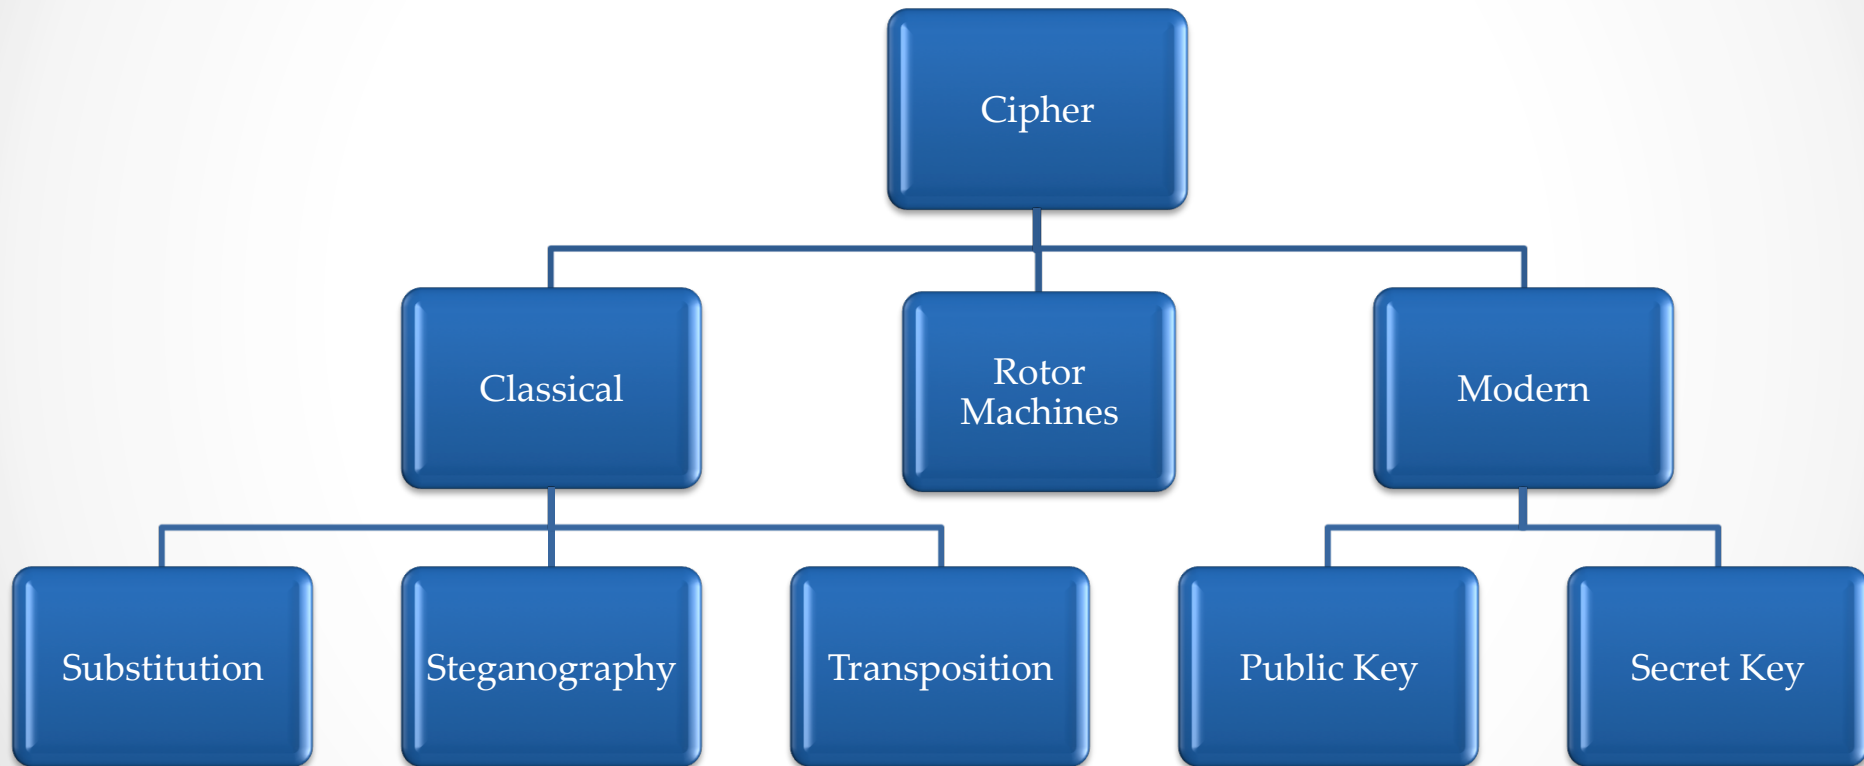 Cipher
Classical
Rotor
Machines
Modern
Substitution
Steganography
Transposition
Public Key
Secret Key